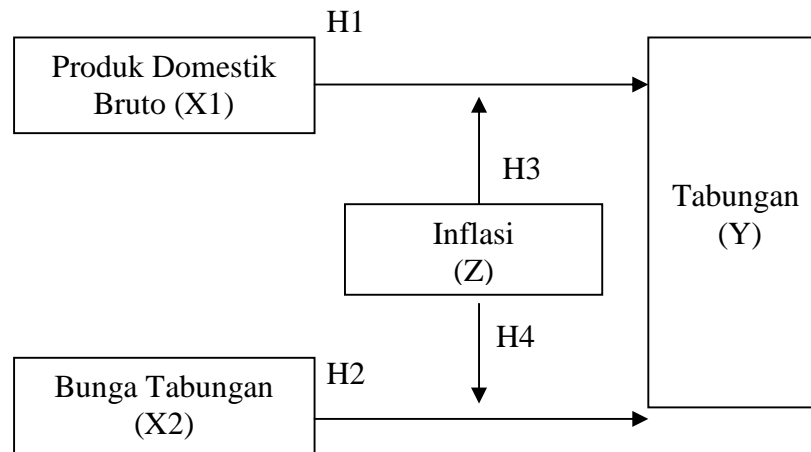 H1
Produk Domestik
Bruto (X1)
H3
Inflasi
(Z)
Tabungan
(Y)
H4
H2
Bunga Tabungan
(X2)